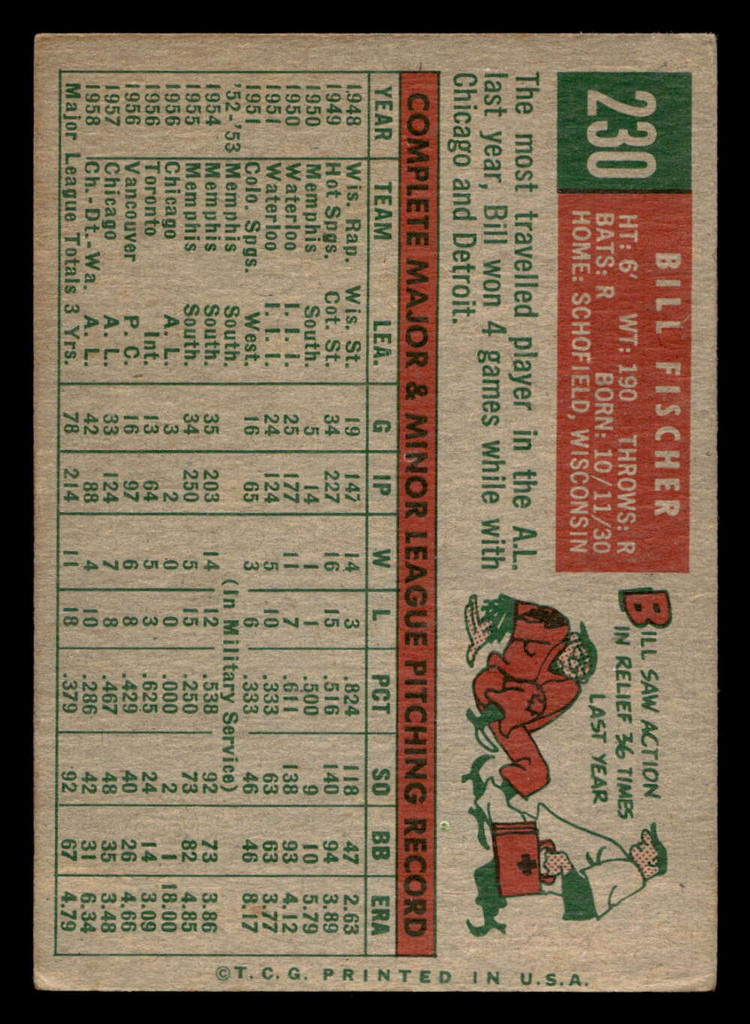 230
BILL FISCHER
HT: 6' WT: 190 THROWS: R
BATS: R BORN: 10/11/30
HOME: SCHOFIELD, WISCONSIN
The most travelled player in the A.L.
last year, Bill won 4 games while with
Chicago and Detroit.
BILL SAW ACTION
IN RELIEF 36 TIMES
LAST YEAR
COMPLETE MAJOR & MINOR LEAGUE PITCHING RECORD
YEAR TEAM LEA. G IP W L PCT SO BB ERA
1948 Wis. Rap. Wis. St. 19 147 14 3 .824 118 47 2.63
1949 Hot Spgs. Cot. St. 34 227 16 15 .516 140 94 3.89
1950 Memphis South. 5 14 1 1 .500 9 10 5.79
1950 Waterloo I. I. I. 25 177 11 7 .611 138 93 4.12
1951 Waterloo I. I. I. 24 124 5 10 .333 63 63 3.77
1951 Colo. Spgs. West. 16 65 3 6 .333 46 46 8.17
'52-'53 Memphis South. (In Military Service)
1954 Memphis South. 35 203 14 12 .538 92 73 3.86
1955 Memphis South. 34 250 5 15 .250 73 82 4.85
1956 Chicago A. L. 3 2 0 0 .000 2 1 18.00
1956 Toronto Int. 13 64 5 3 .625 24 14 3.09
1956 Vancouver P. C. 16 97 6 8 .429 40 26 4.66
1957 Chicago A. L. 33 124 7 8 .467 48 35 3.48
1958 Ch.-Dt.-Wa. A. L. 42 88 4 10 .286 42 31 6.34
Major League Totals 3 Yrs. 78 214 11 18 .379 92 67 4.79
©T.C.G. PRINTED IN U.S.A.